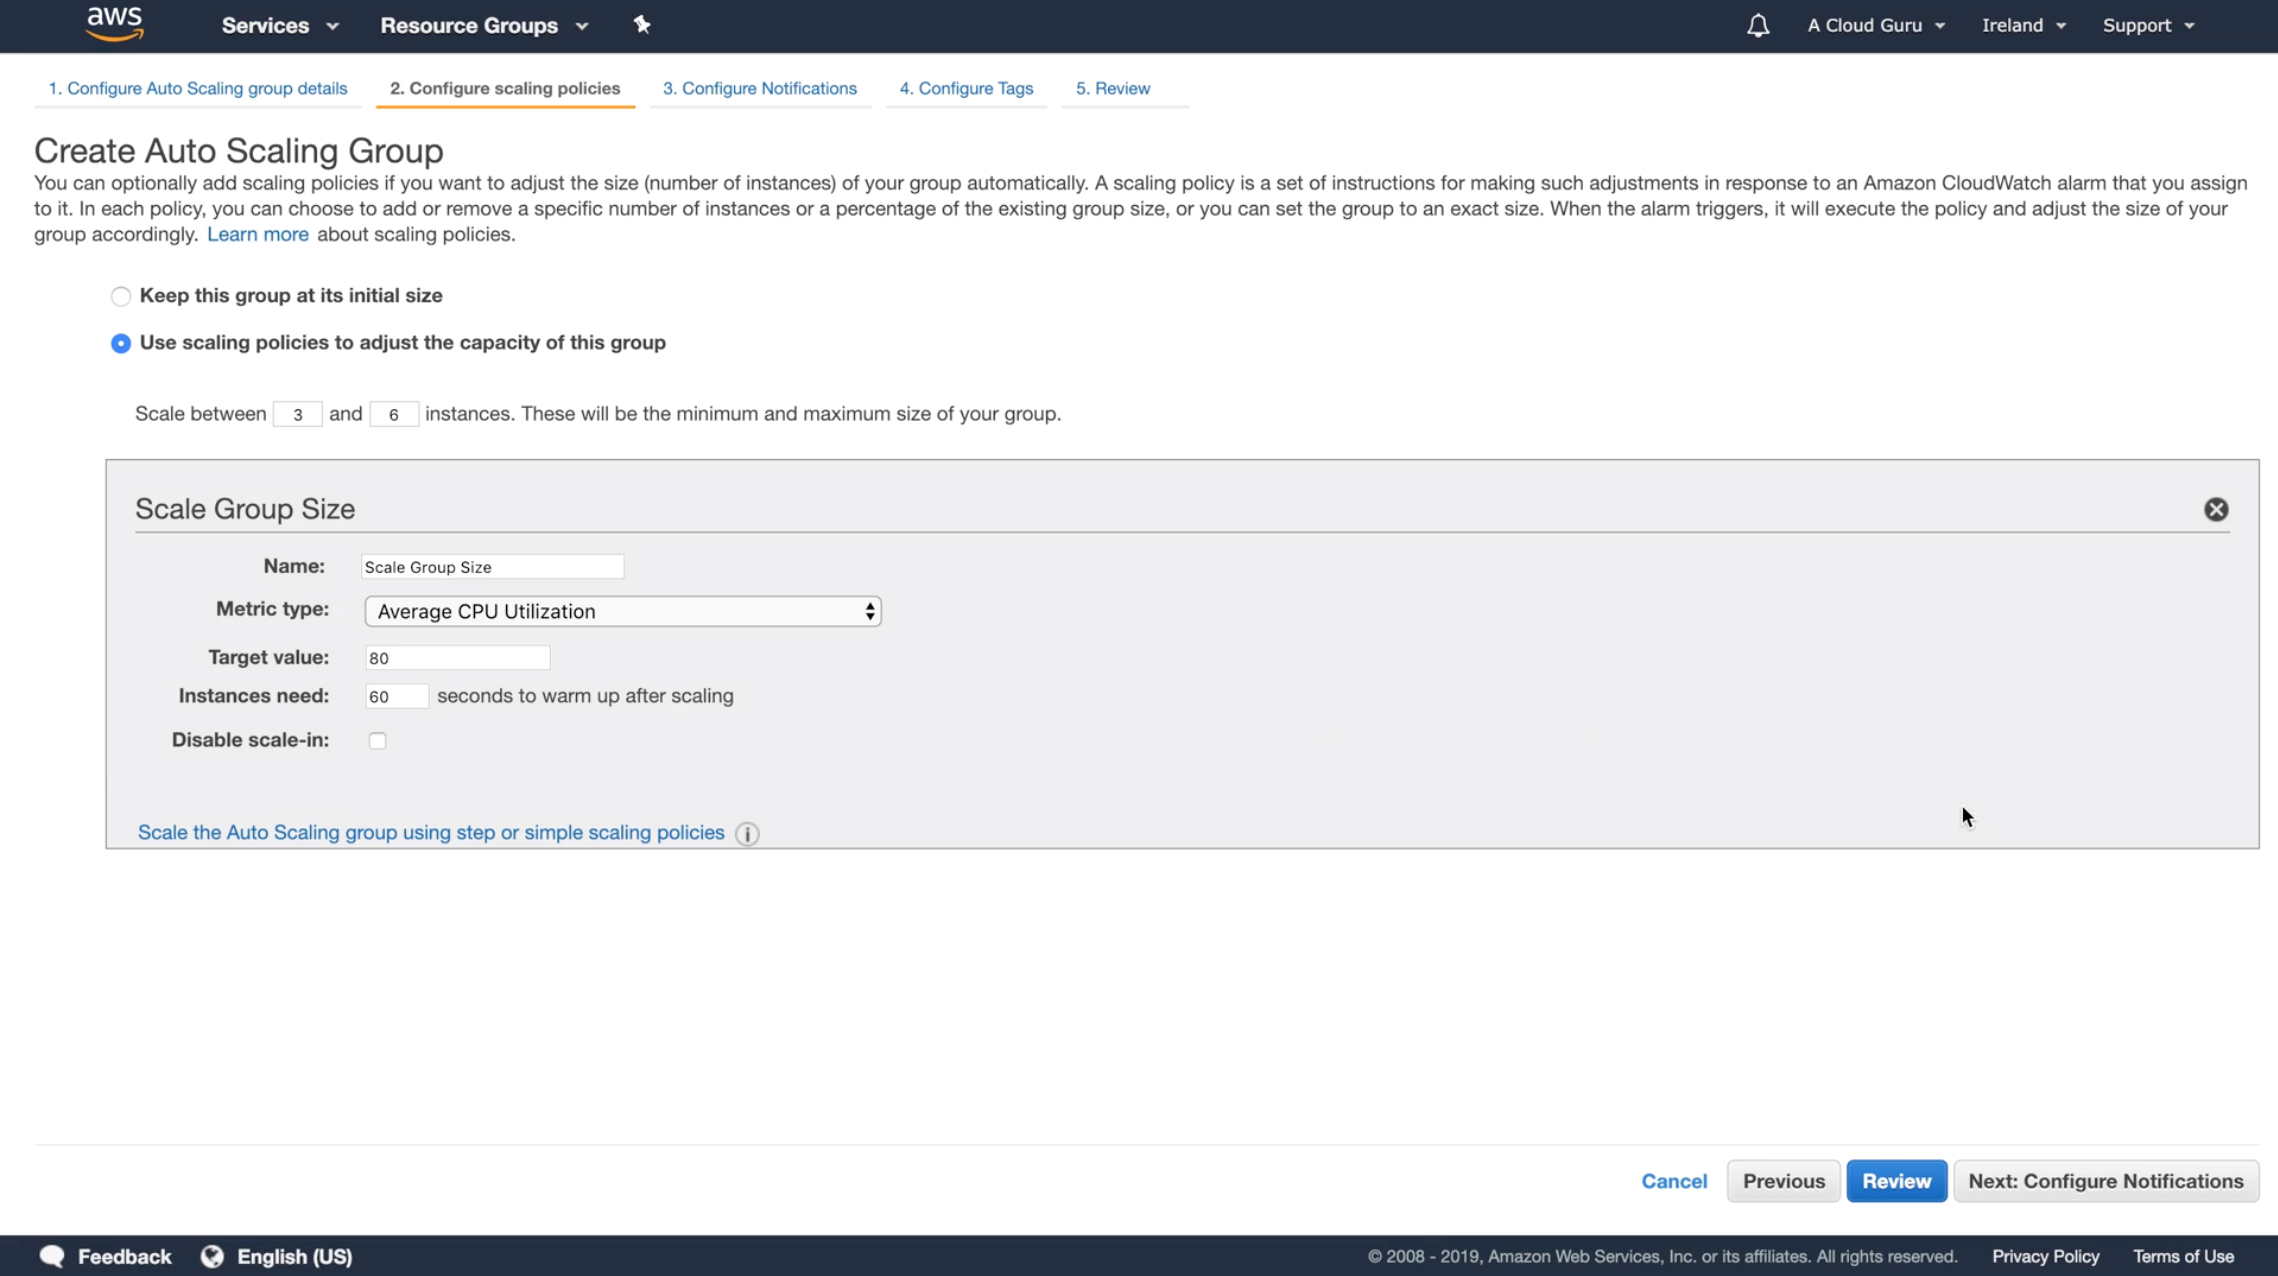 aws Services Resource Groups A Cloud Guru Ireland Support
1. Configure Auto Scaling group details 2. Configure scaling policies 3. Configure Notifications 4. Configure Tags 5. Review
Create Auto Scaling Group
You can optionally add scaling policies if you want to adjust the size (number of instances) of your group automatically. A scaling policy is a set of instructions for making such adjustments in response to an Amazon CloudWatch alarm that you assign
to it. In each policy, you can choose to add or remove a specific number of instances or a percentage of the existing group size, or you can set the group to an exact size. When the alarm triggers, it will execute the policy and adjust the size of your
group accordingly. Learn more about scaling policies.
Keep this group at its initial size
Use scaling policies to adjust the capacity of this group
Scale between 3 and 6 instances. These will be the minimum and maximum size of your group.
Scale Group Size
Name: Scale Group Size
Metric type: Average CPU Utilization
Target value: 80
Instances need: 60 seconds to warm up after scaling
Disable scale-in:
Scale the Auto Scaling group using step or simple scaling policies i
Cancel Previous Review Next: Configure Notifications
Feedback English (US) © 2008 - 2019, Amazon Web Services, Inc. or its affiliates. All rights reserved. Privacy Policy Terms of Use